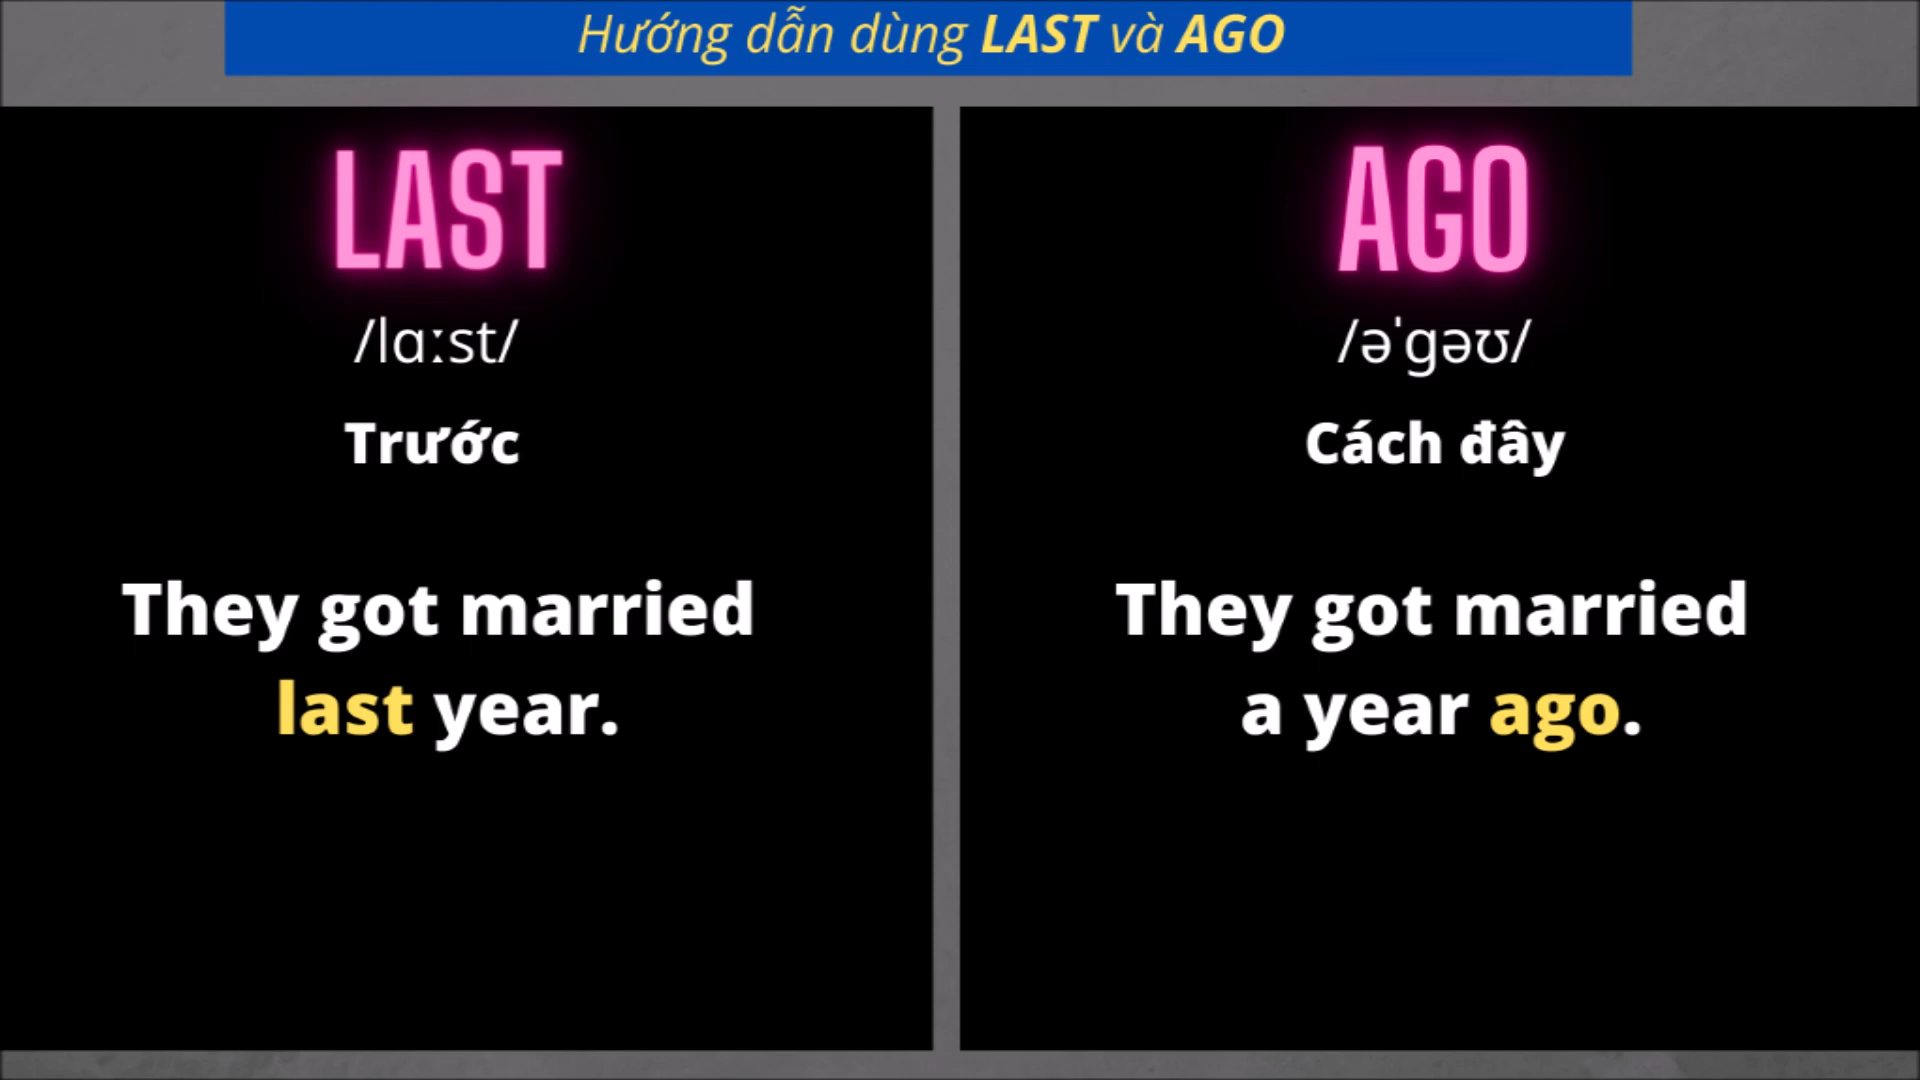 Hướng dẫn dùng LAST và AGO
LAST
/lɑːst/
Trước
They got married
last year.
AGO
/əˈɡəʊ/
Cách đây
They got married
a year ago.